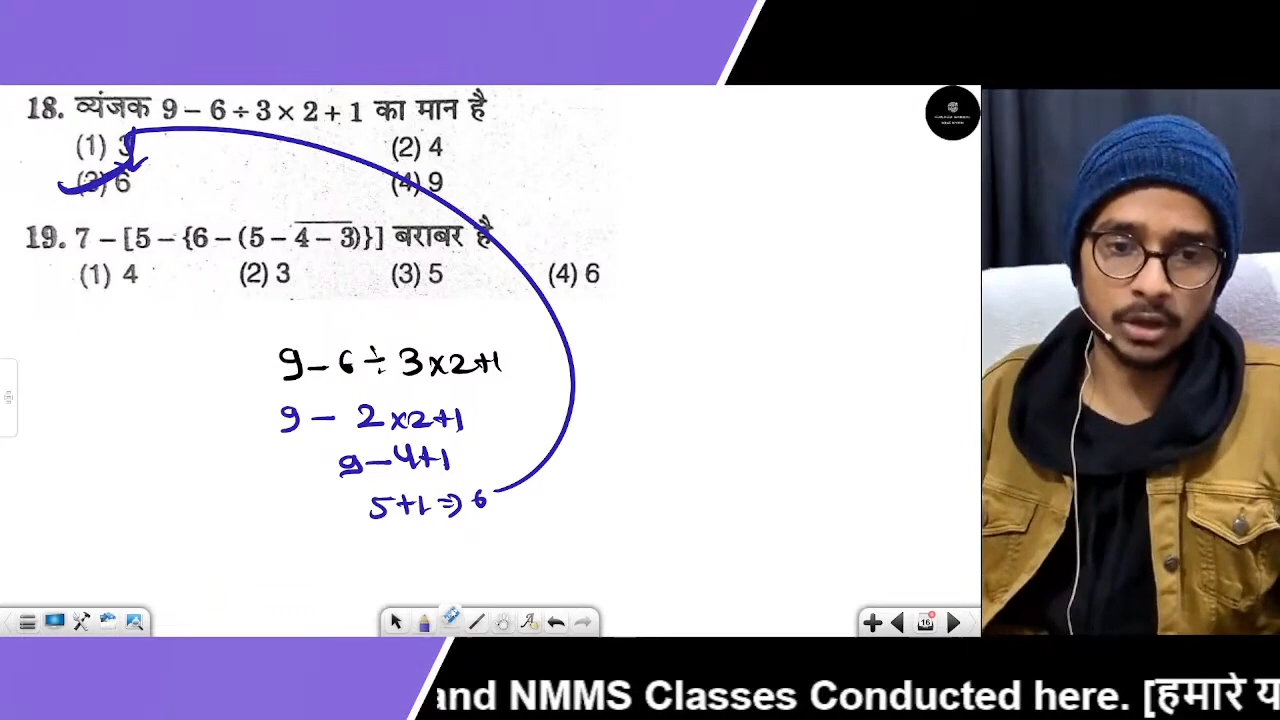 18. व्यंजक 9 – 6 ÷ 3 × 2 + 1 का मान है
(1) 3 (2) 4
(3) 6 (4) 9
19. 7 – [5 – {6 – (5 – 4 – 3)}] बराबर है
(1) 4 (2) 3 (3) 5 (4) 6
9 – 6 ÷ 3 × 2 + 1
9 – 2 × 2 + 1
9 – 4 + 1
5 + 1 ⇒ 6
16
and NMMS Classes Conducted here. [हमारे